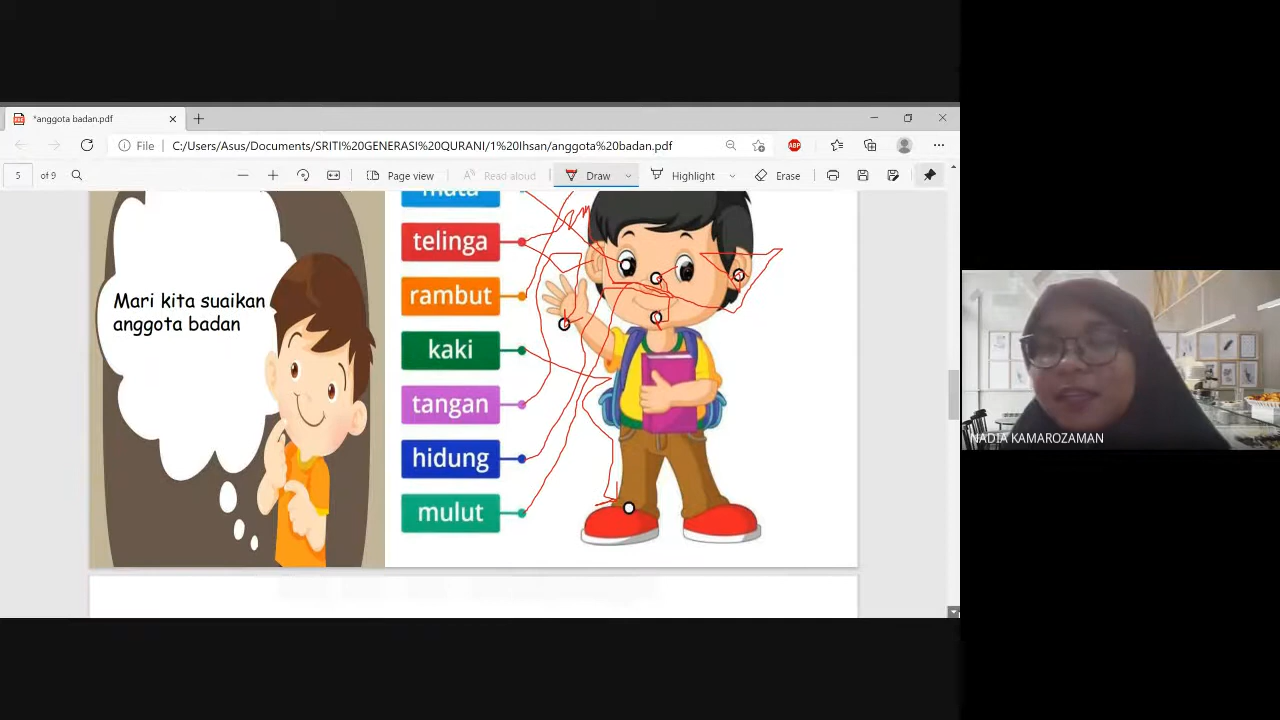 *anggota badan.pdf
File C:/Users/Asus/Documents/SRITI%20GENERASI%20QURANI/1%20Ihsan/anggota%20badan.pdf
5 of 9 Page view Read aloud Draw Highlight Erase
ABP
Mari kita suaikan
anggota badan
mata
telinga
rambut
kaki
tangan
hidung
mulut
NADIA KAMAROZAMAN